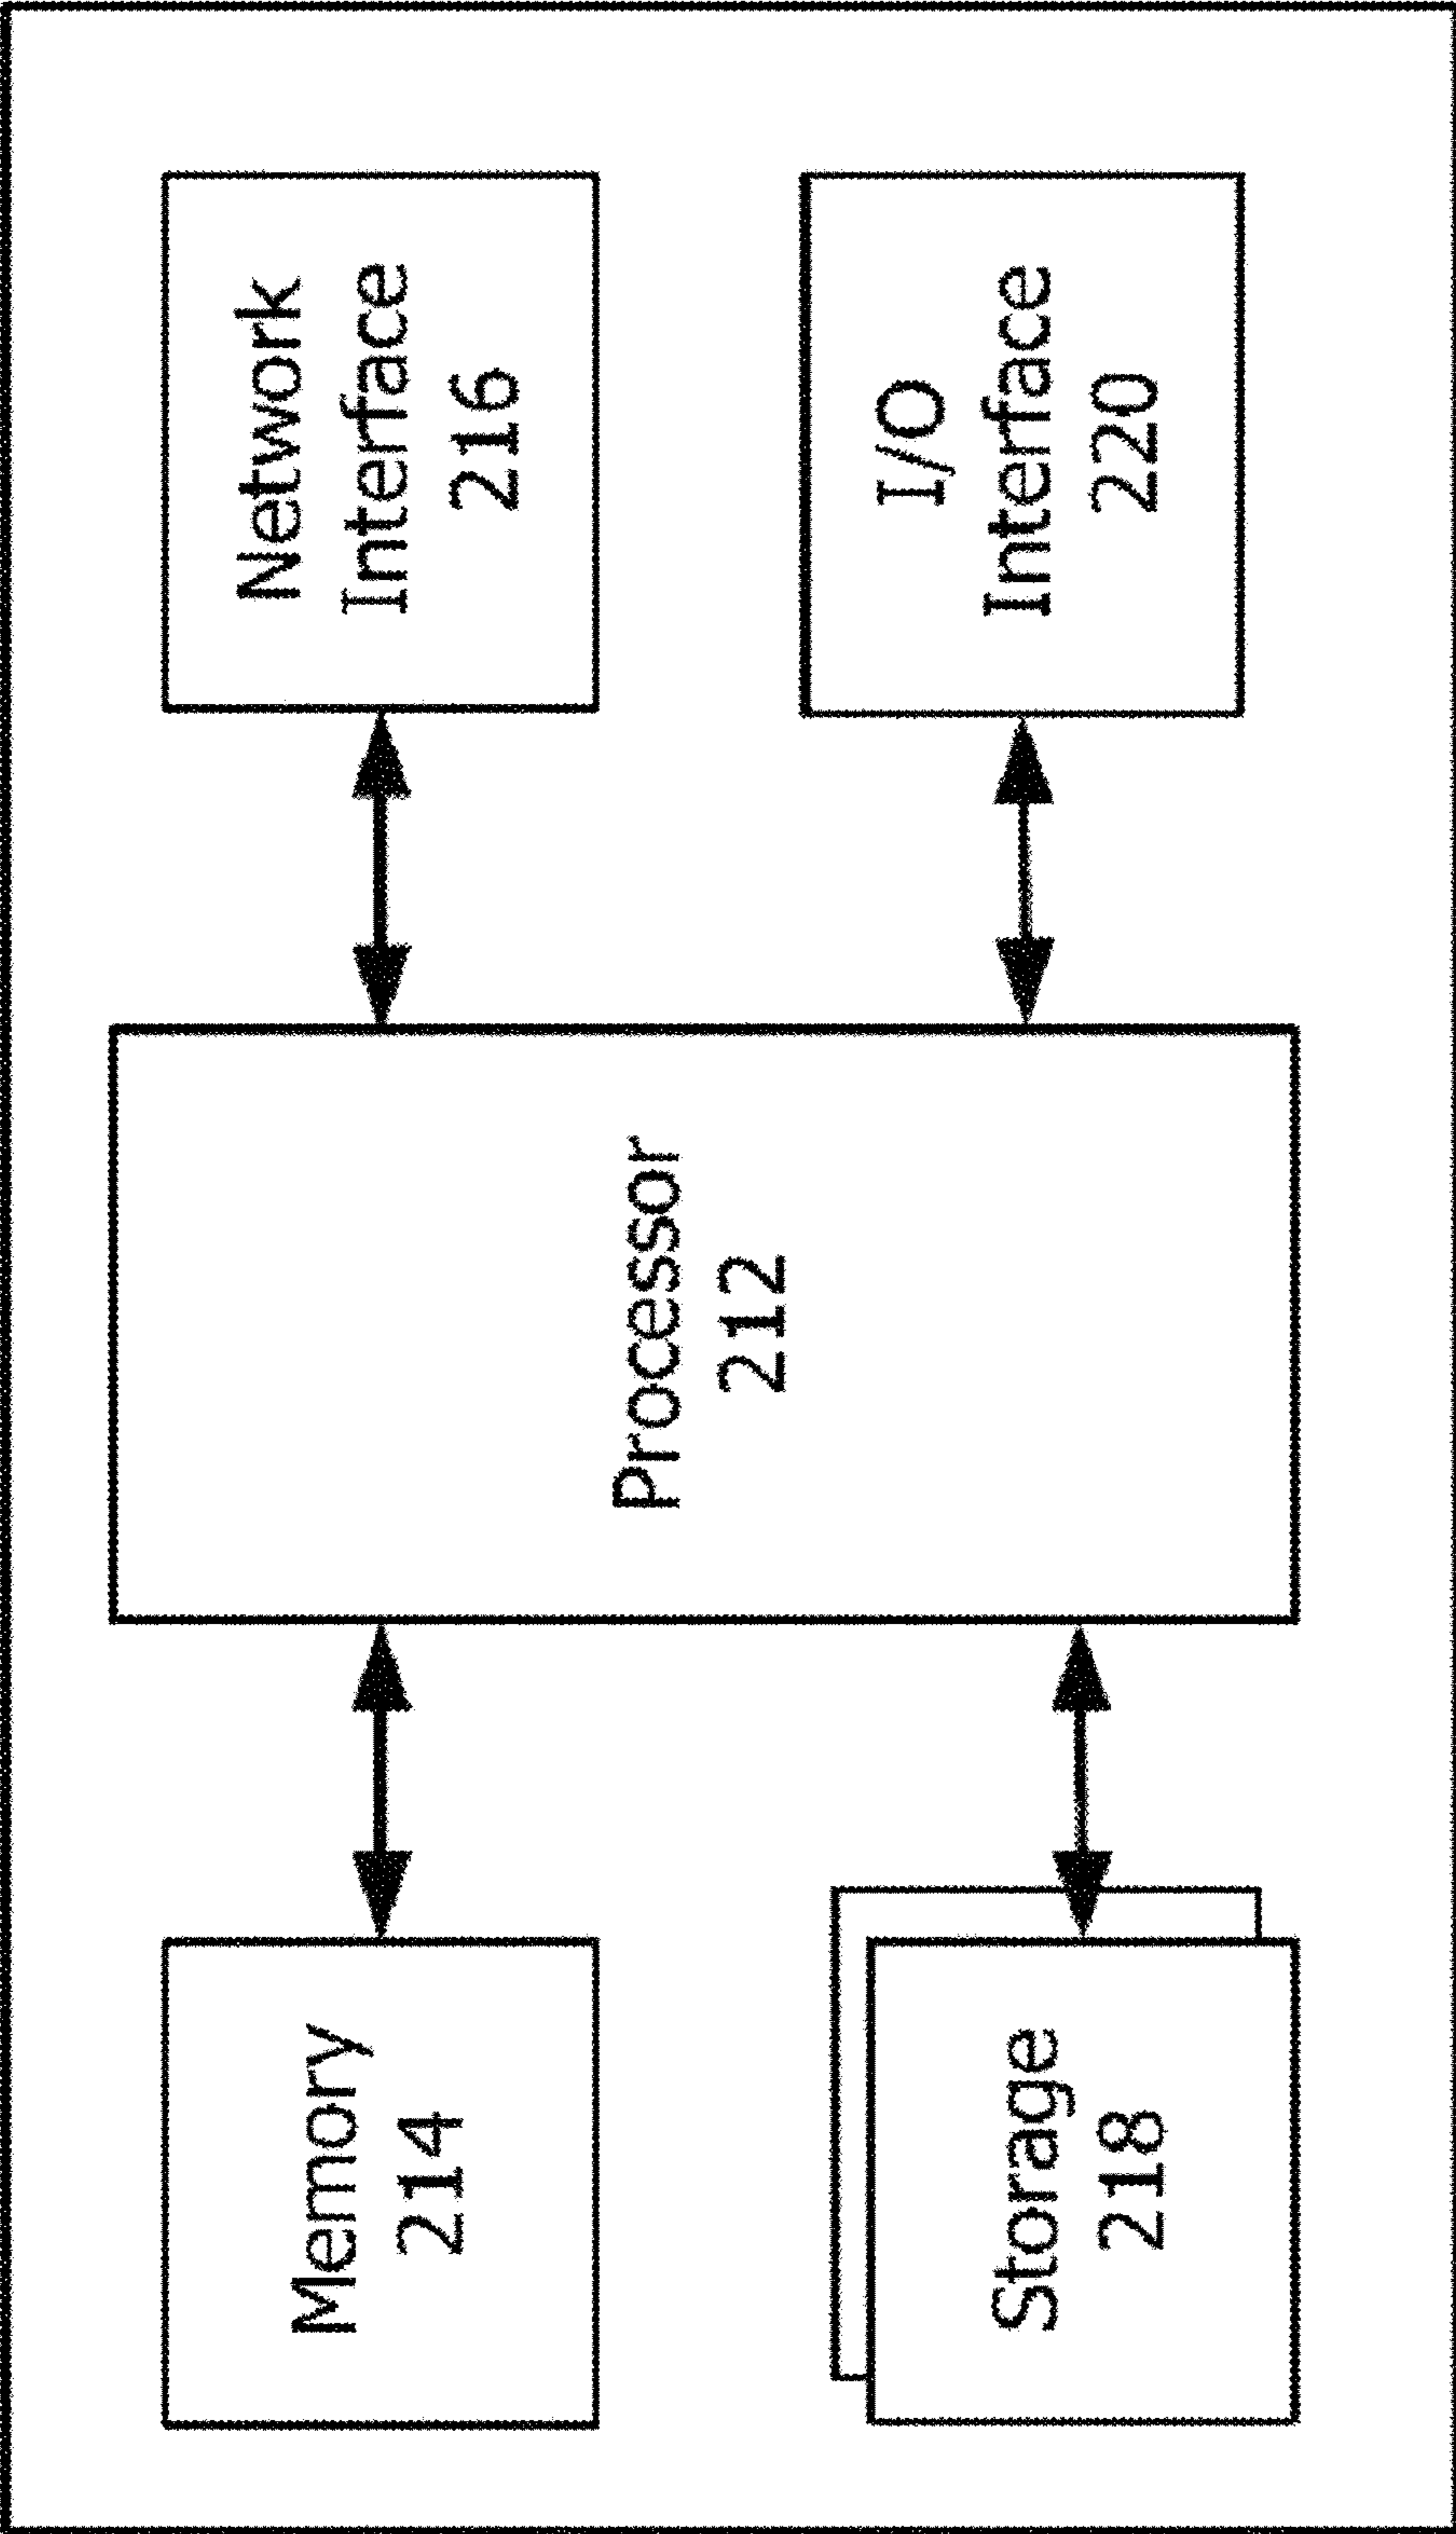 Memory
214
Storage
218
Processor
212
Network
Interface
216
I/O
Interface
220